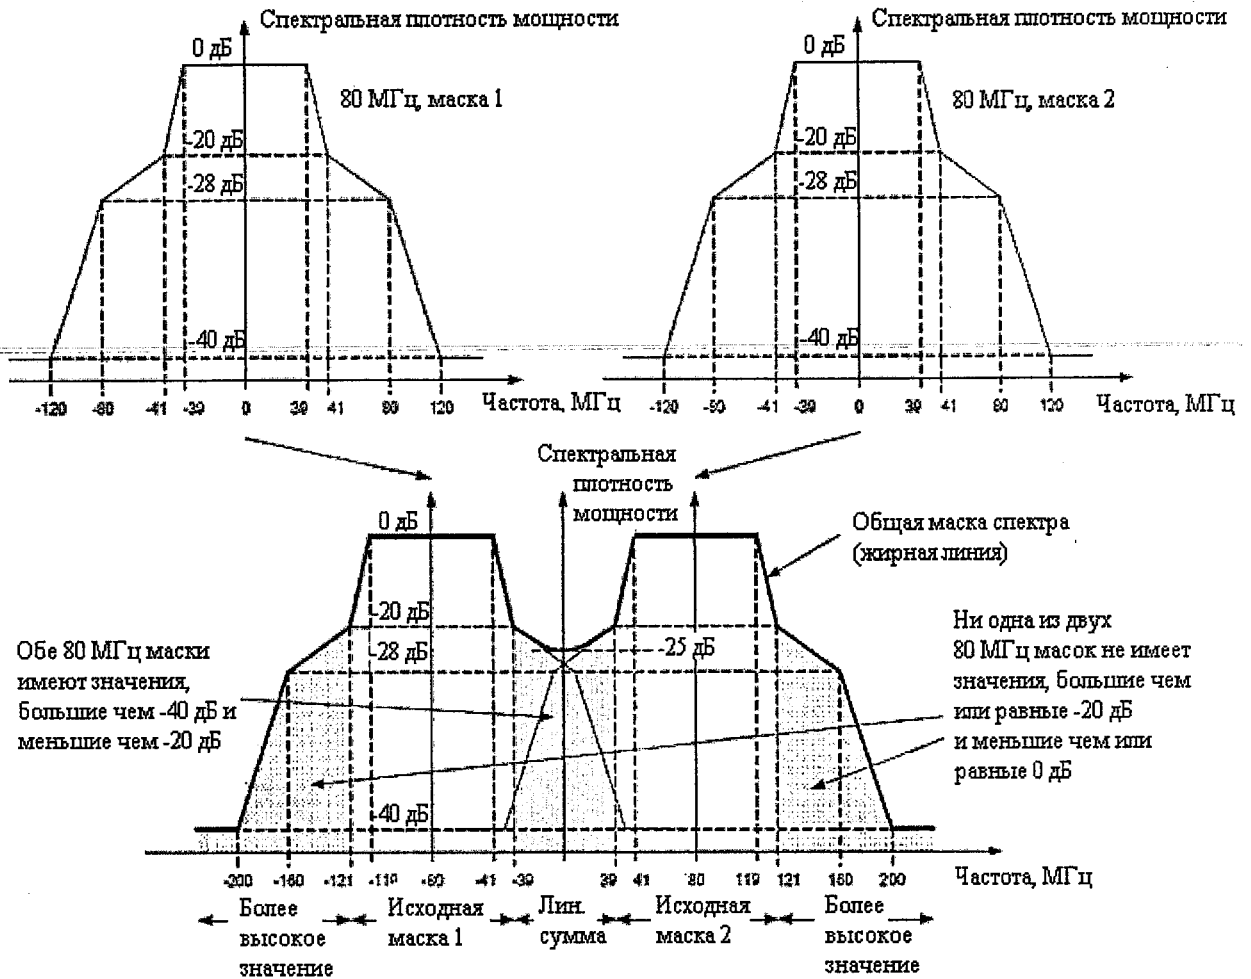 Спектральная плотность мощности
0 дБ
80 МГц, маска 1
-20 дБ
-28 дБ
-40 дБ
-120 -80 -41 -39 0 39 41 80 120
Частота, МГц
Спектральная плотность мощности
0 дБ
80 МГц, маска 2
-20 дБ
-28 дБ
-40 дБ
-120 -80 -41 -39 0 39 41 80 120
Частота, МГц
Спектральная
плотность
мощности
0 дБ
Общая маска спектра
(жирная линия)
-20 дБ
-28 дБ
-25 дБ
-40 дБ
Обе 80 МГц маски
имеют значения,
большие чем -40 дБ и
меньшие чем -20 дБ
Ни одна из двух
80 МГц масок не имеет
значения, большие чем
или равные -20 дБ
и меньшие чем или
равные 0 дБ
-200 -160 -121 -119 -80 -41 -39 39 41 80 119 121 160 200
Частота, МГц
Более
высокое
значение
Исходная
маска 1
Лин.
сумма
Исходная
маска 2
Более
высокое
значение